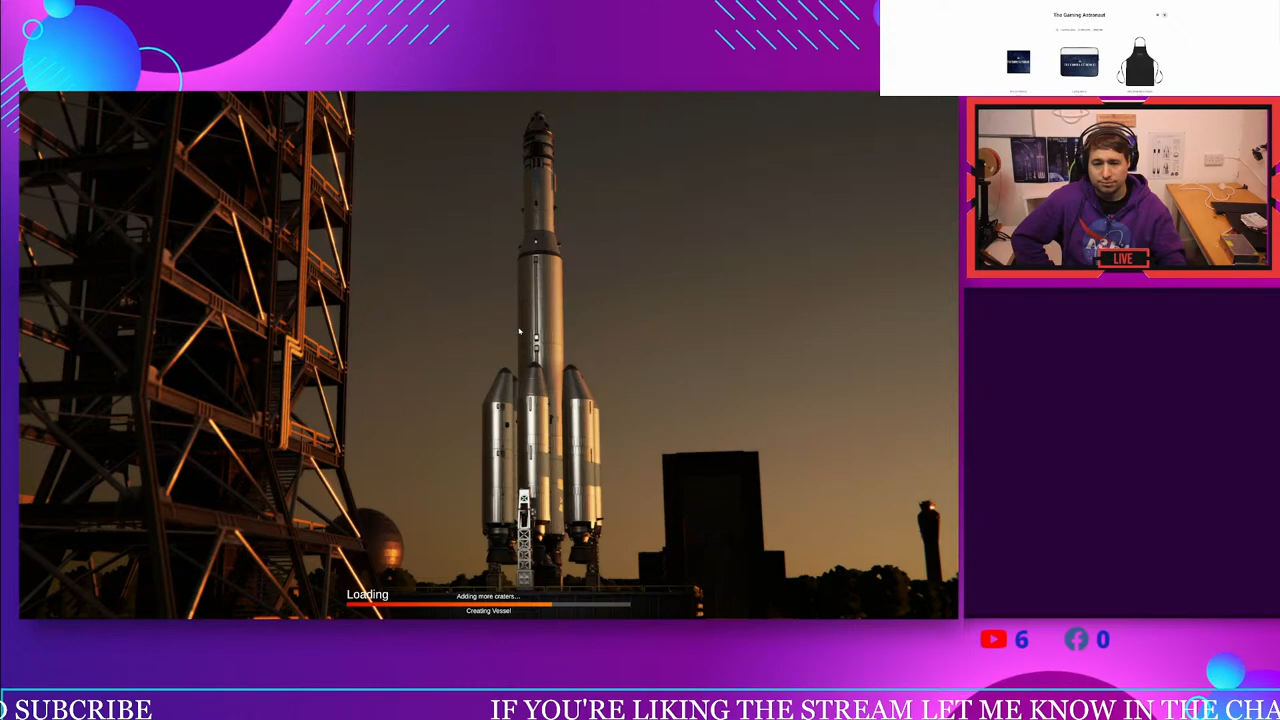 The Gaming Astronaut
LIVE
Loading
Adding more craters...
Creating Vessel
6
0
SUBCRIBE
IF YOU'RE LIKING THE STREAM LET ME KNOW IN THE CHA